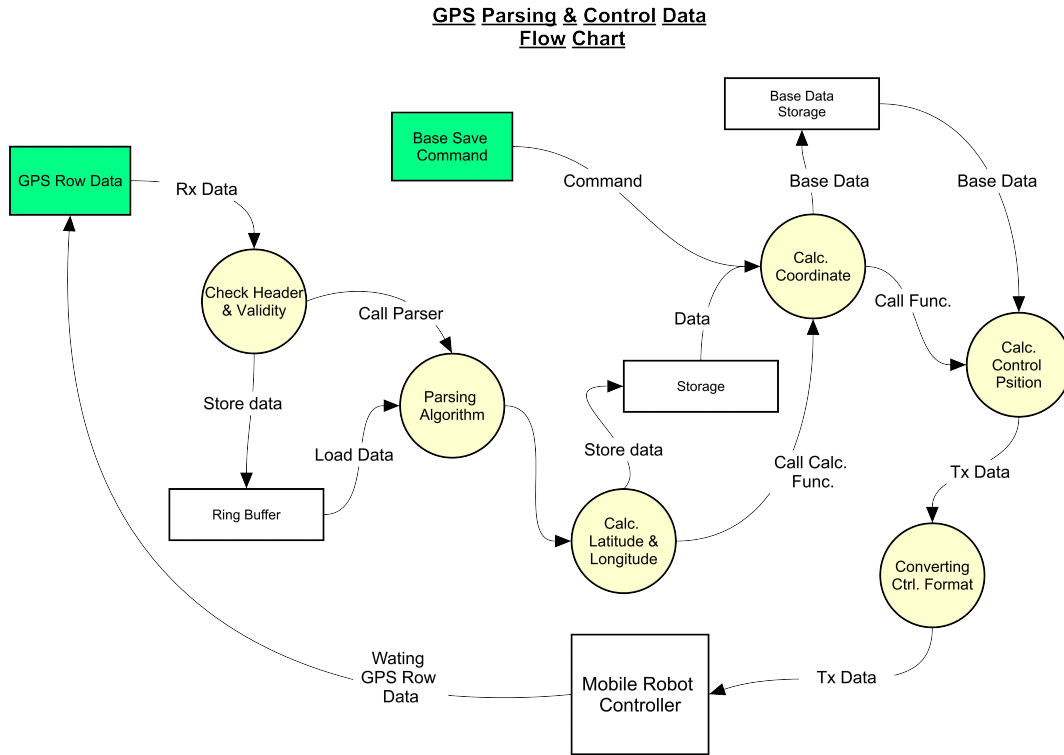 GPS Parsing & Control Data
Flow Chart
Base Data
Storage
Base Save
Command
GPS Row Data
Rx Data
Command
Base Data
Base Data
Calc.
Coordinate
Check Header
& Validity
Call Parser
Call Func.
Data
Calc.
Control
Psition
Storage
Parsing
Algorithm
Store data
Load Data
Store data
Call Calc.
Func.
Tx Data
Ring Buffer
Calc.
Latitude &
Longitude
Converting
Ctrl. Format
Wating
GPS Row
Data
Mobile Robot
Controller
Tx Data